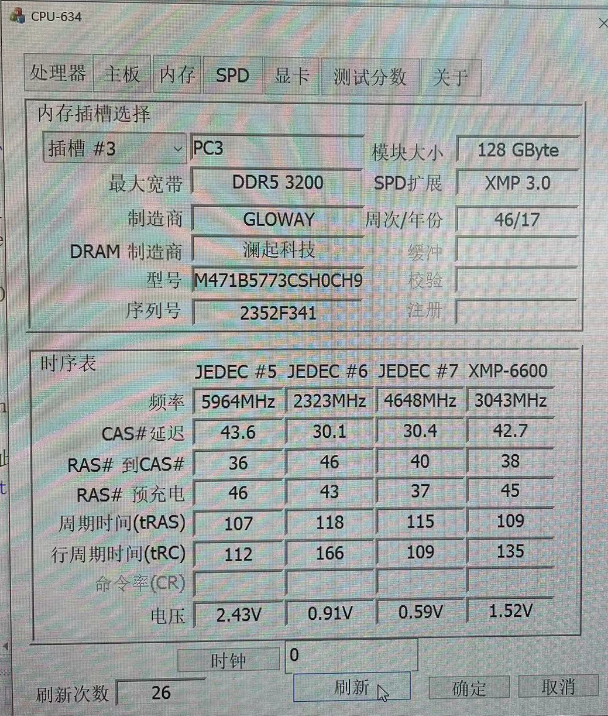 CPU-634
处理器 主板 内存 SPD 显卡 测试分数 关于
内存插槽选择
插槽 #3 PC3 模块大小 128 GByte
最大宽带 DDR5 3200 SPD扩展 XMP 3.0
制造商 GLOWAY 周次/年份 46/17
DRAM 制造商 澜起科技 缓冲
型号 M471B5773CSH0CH9 校验
序列号 2352F341 注册
时序表
JEDEC #5 JEDEC #6 JEDEC #7 XMP-6600
频率 5964MHz 2323MHz 4648MHz 3043MHz
CAS#延迟 43.6 30.1 30.4 42.7
RAS# 到CAS# 36 46 40 38
RAS# 预充电 46 43 37 45
周期时间(tRAS) 107 118 115 109
行周期时间(tRC) 112 166 109 135
命令率(CR)
电压 2.43V 0.91V 0.59V 1.52V
时钟 0
刷新次数 26 刷新 确定 取消